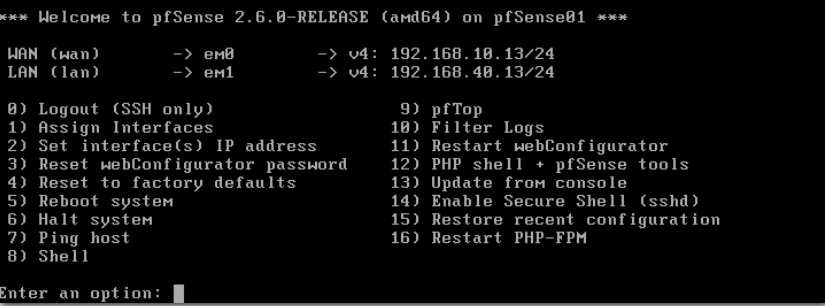 *** Welcome to pfSense 2.6.0-RELEASE (amd64) on pfSense01 ***
WAN (wan)       -> em0        -> v4: 192.168.10.13/24
LAN (lan)       -> em1        -> v4: 192.168.40.13/24
0) Logout (SSH only)                  9) pfTop
1) Assign Interfaces                 10) Filter Logs
2) Set interface(s) IP address       11) Restart webConfigurator
3) Reset webConfigurator password    12) PHP shell + pfSense tools
4) Reset to factory defaults         13) Update from console
5) Reboot system                     14) Enable Secure Shell (sshd)
6) Halt system                       15) Restore recent configuration
7) Ping host                         16) Restart PHP-FPM
8) Shell
Enter an option: